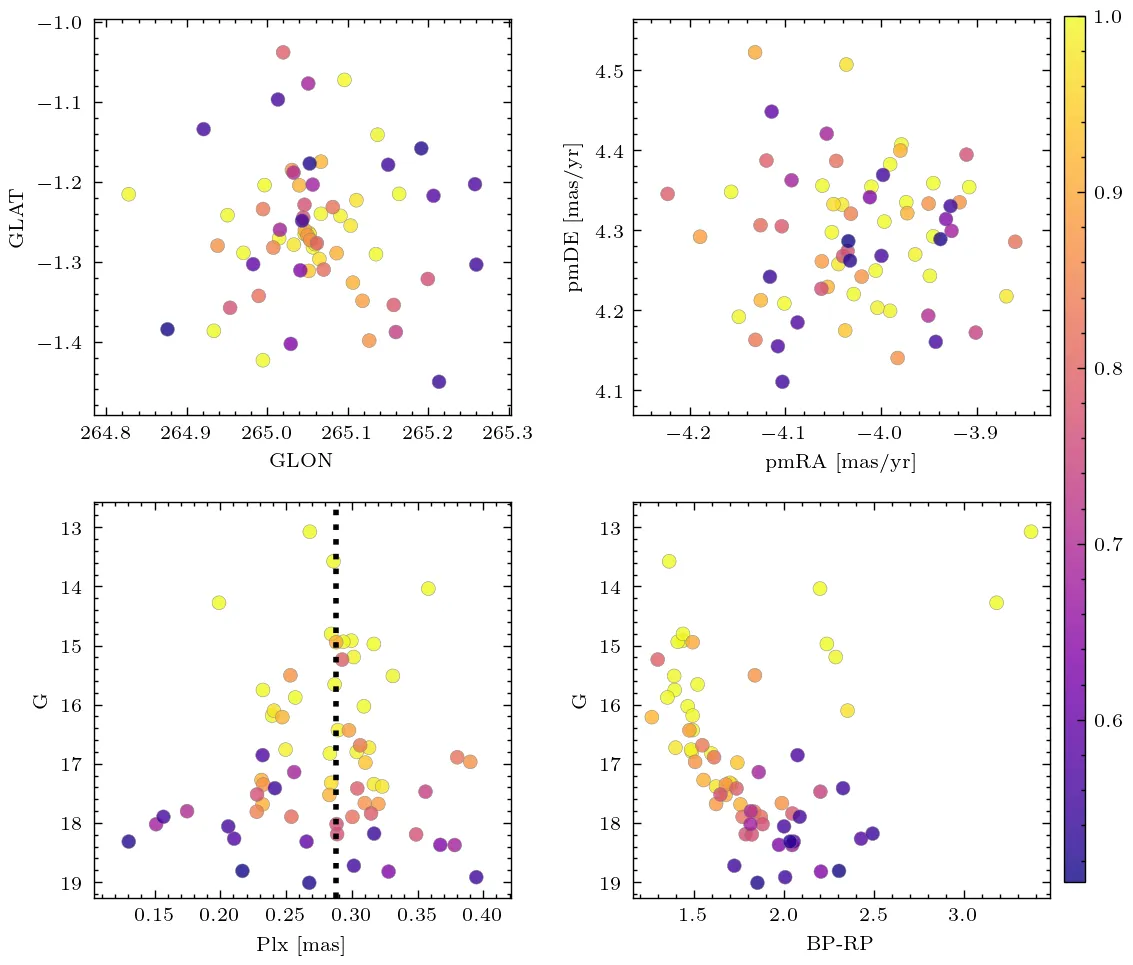 −1.0
−1.1
−1.2
−1.3
−1.4
GLAT
264.8 264.9 265.0 265.1 265.2 265.3
GLON
4.5
4.4
4.3
4.2
4.1
pmDE [mas/yr]
−4.2 −4.1 −4.0 −3.9
pmRA [mas/yr]
1.0
0.9
0.8
0.7
0.6
13
14
15
16
17
18
19
G
0.15 0.20 0.25 0.30 0.35 0.40
Plx [mas]
13
14
15
16
17
18
19
G
1.5 2.0 2.5 3.0
BP-RP